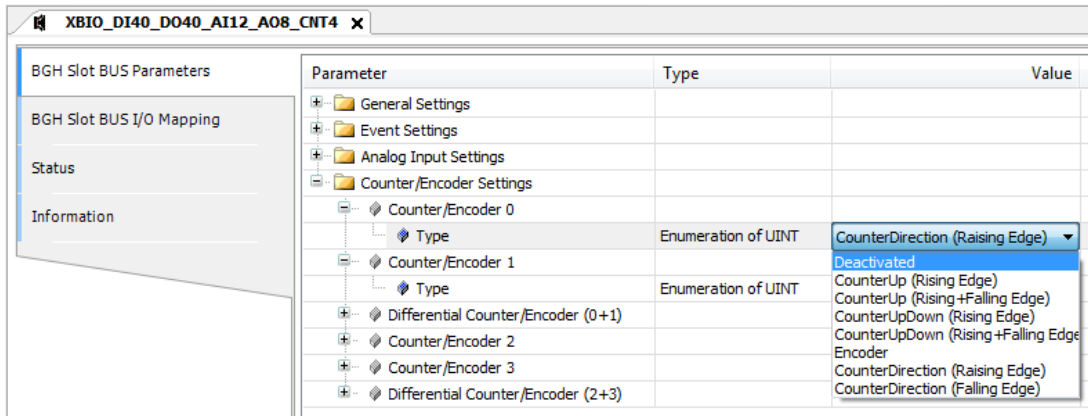 XBIO_DI40_DO40_AI12_AO8_CNT4 x
BGH Slot BUS Parameters
BGH Slot BUS I/O Mapping
Status
Information
Parameter Type Value
General Settings
Event Settings
Analog Input Settings
Counter/Encoder Settings
Counter/Encoder 0
Type Enumeration of UINT CounterDirection (Raising Edge)
Counter/Encoder 1
Type Enumeration of UINT
Differential Counter/Encoder (0+1)
Counter/Encoder 2
Counter/Encoder 3
Differential Counter/Encoder (2+3)
Deactivated
CounterUp (Rising Edge)
CounterUp (Rising+Falling Edge)
CounterUpDown (Rising Edge)
CounterUpDown (Rising+Falling Edge
Encoder
CounterDirection (Raising Edge)
CounterDirection (Falling Edge)